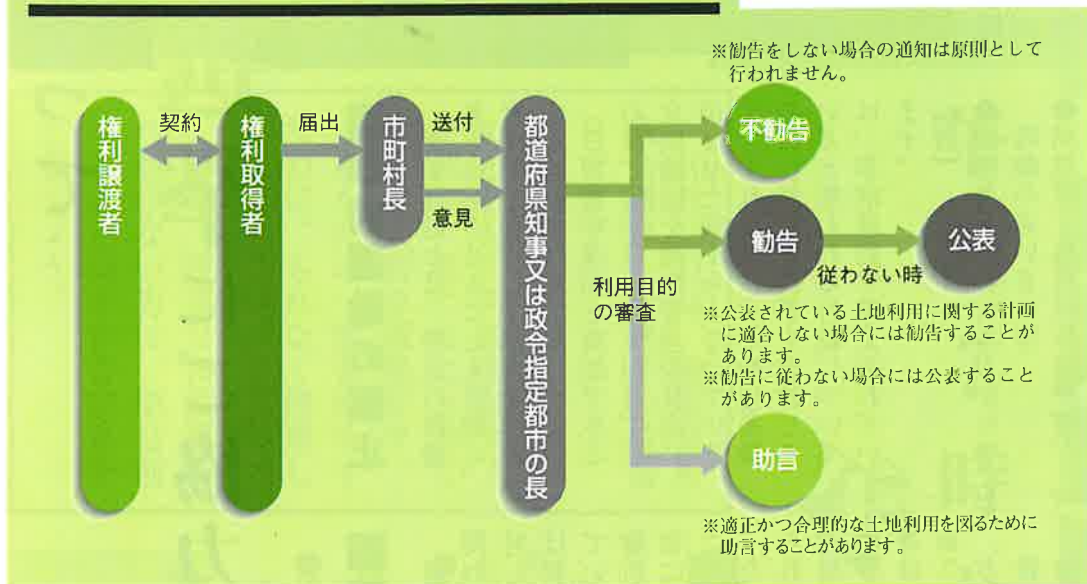 ※勧告をしない場合の通知は原則として
行われません。
権利譲渡者
契約
権利取得者
届出
市町村長
送付
意見
都道府県知事又は政令指定都市の長
利用目的
の審査
不勧告
勧告
従わない時
公表
※公表されている土地利用に関する計画
に適合しない場合には勧告することが
あります。
※勧告に従わない場合には公表すること
があります。
助言
※適正かつ合理的な土地利用を図るために
助言することがあります。